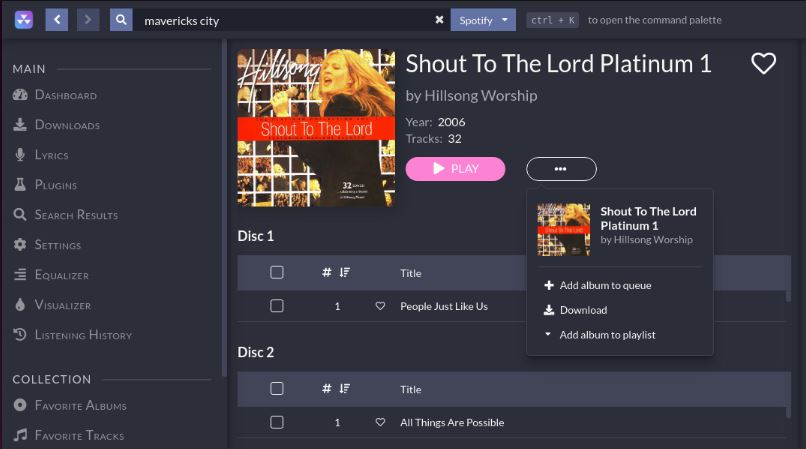 mavericks city
Spotify
ctrl + K
to open the command palette
MAIN
Dashboard
Downloads
Lyrics
Plugins
Search Results
Settings
Equalizer
Visualizer
Listening History
COLLECTION
Favorite Albums
Favorite Tracks
Hillsong
Shout To The Lord
32
Shout To The Lord Platinum 1
by Hillsong Worship
Year: 2006
Tracks: 32
PLAY
Shout To The Lord
Platinum 1
by Hillsong Worship
Add album to queue
Download
Add album to playlist
Disc 1
# Title
1 People Just Like Us
Disc 2
# Title
1 All Things Are Possible